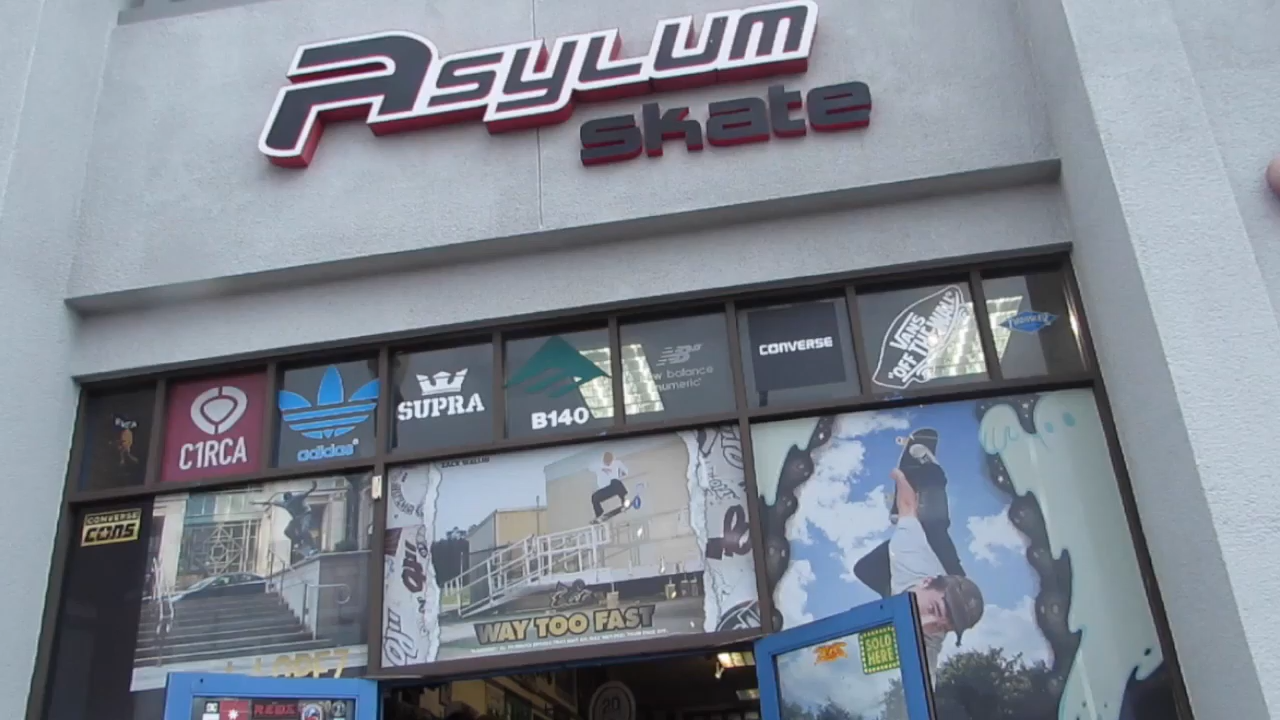 ASYLUM
skate
RVCA
C1RCA
adidas
SUPRA
B140
new balance
numeric
CONVERSE
VANS
"OFF THE WALL"
CONVERSE
CONS
WAY TOO FAST
SOLD
HERE